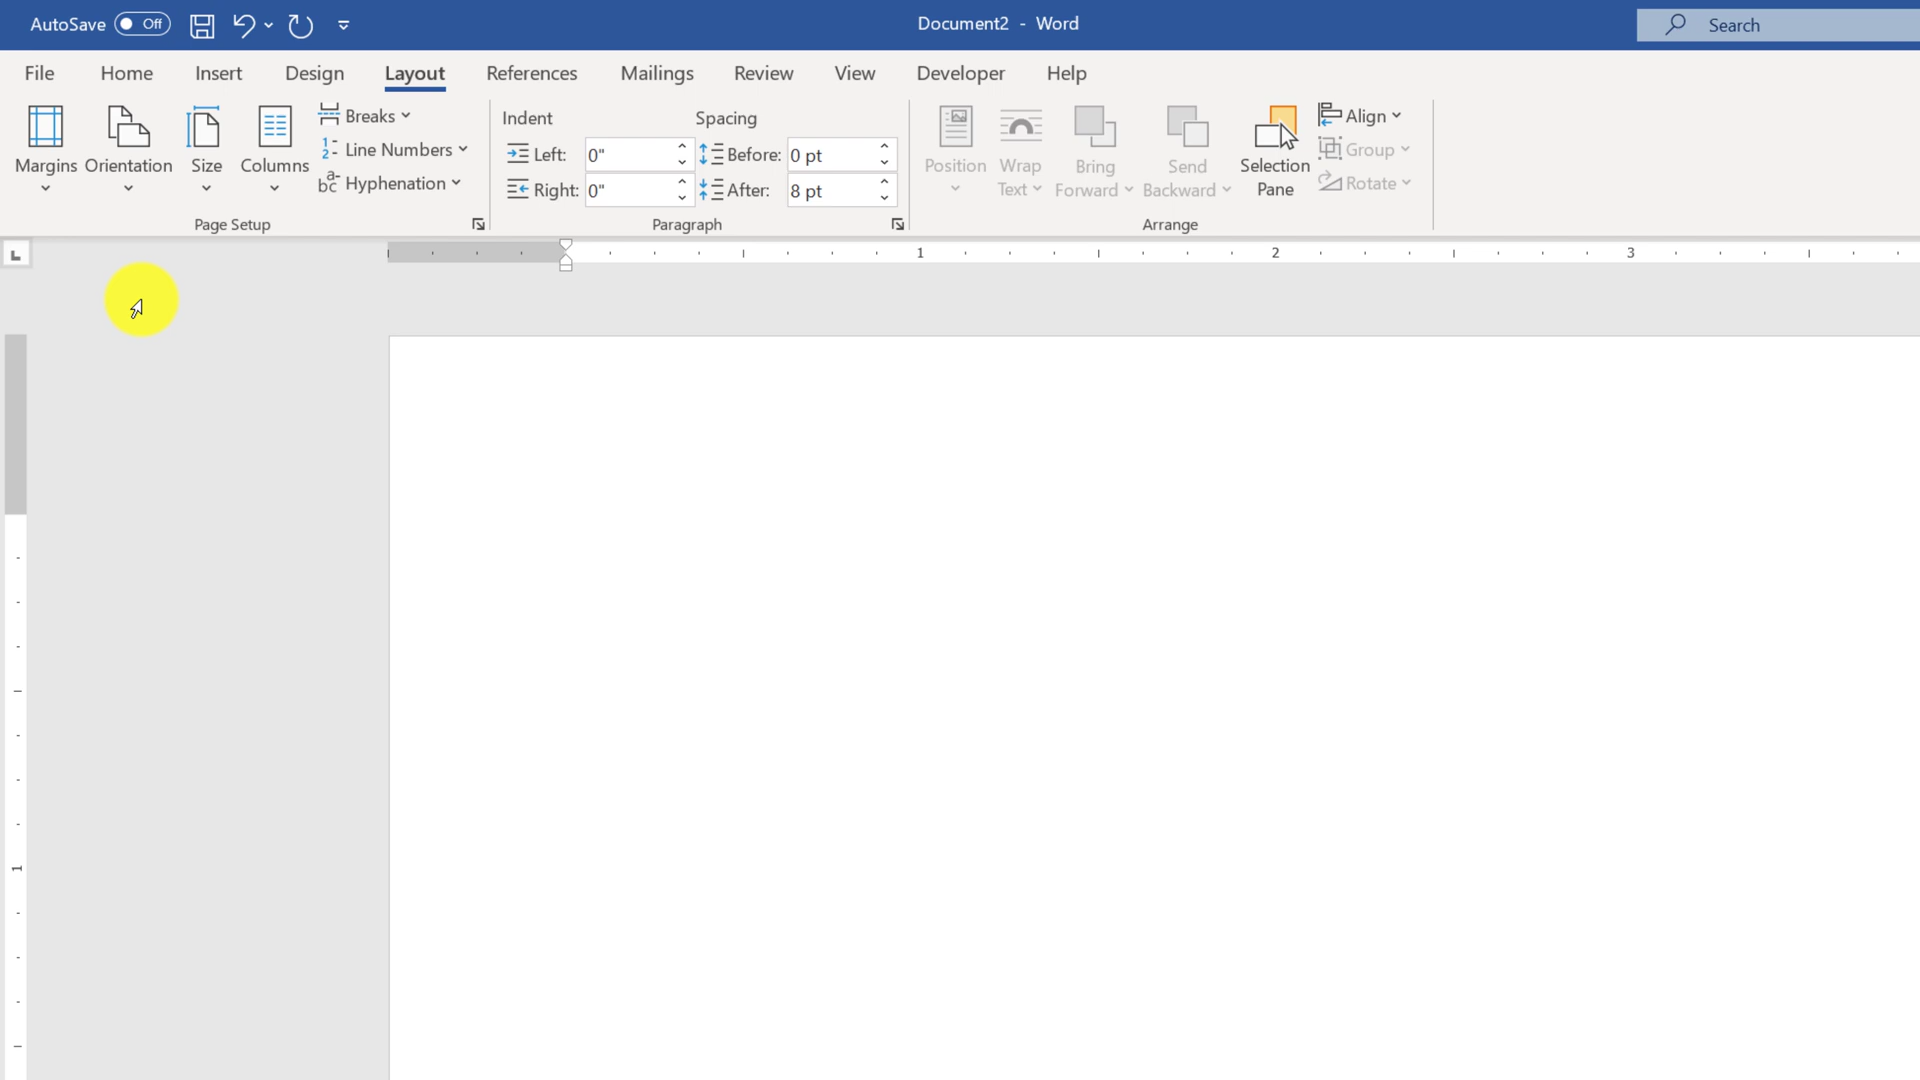 AutoSave Off Document2 - Word Search
File Home Insert Design Layout References Mailings Review View Developer Help
Margins Orientation Size Columns
Breaks
Line Numbers
Hyphenation
Page Setup
Indent Spacing
Left: 0" Before: 0 pt
Right: 0" After: 8 pt
Paragraph
Position
Wrap
Text
Bring
Forward
Send
Backward
Selection
Pane
Align
Group
Rotate
Arrange
1 2 3
1